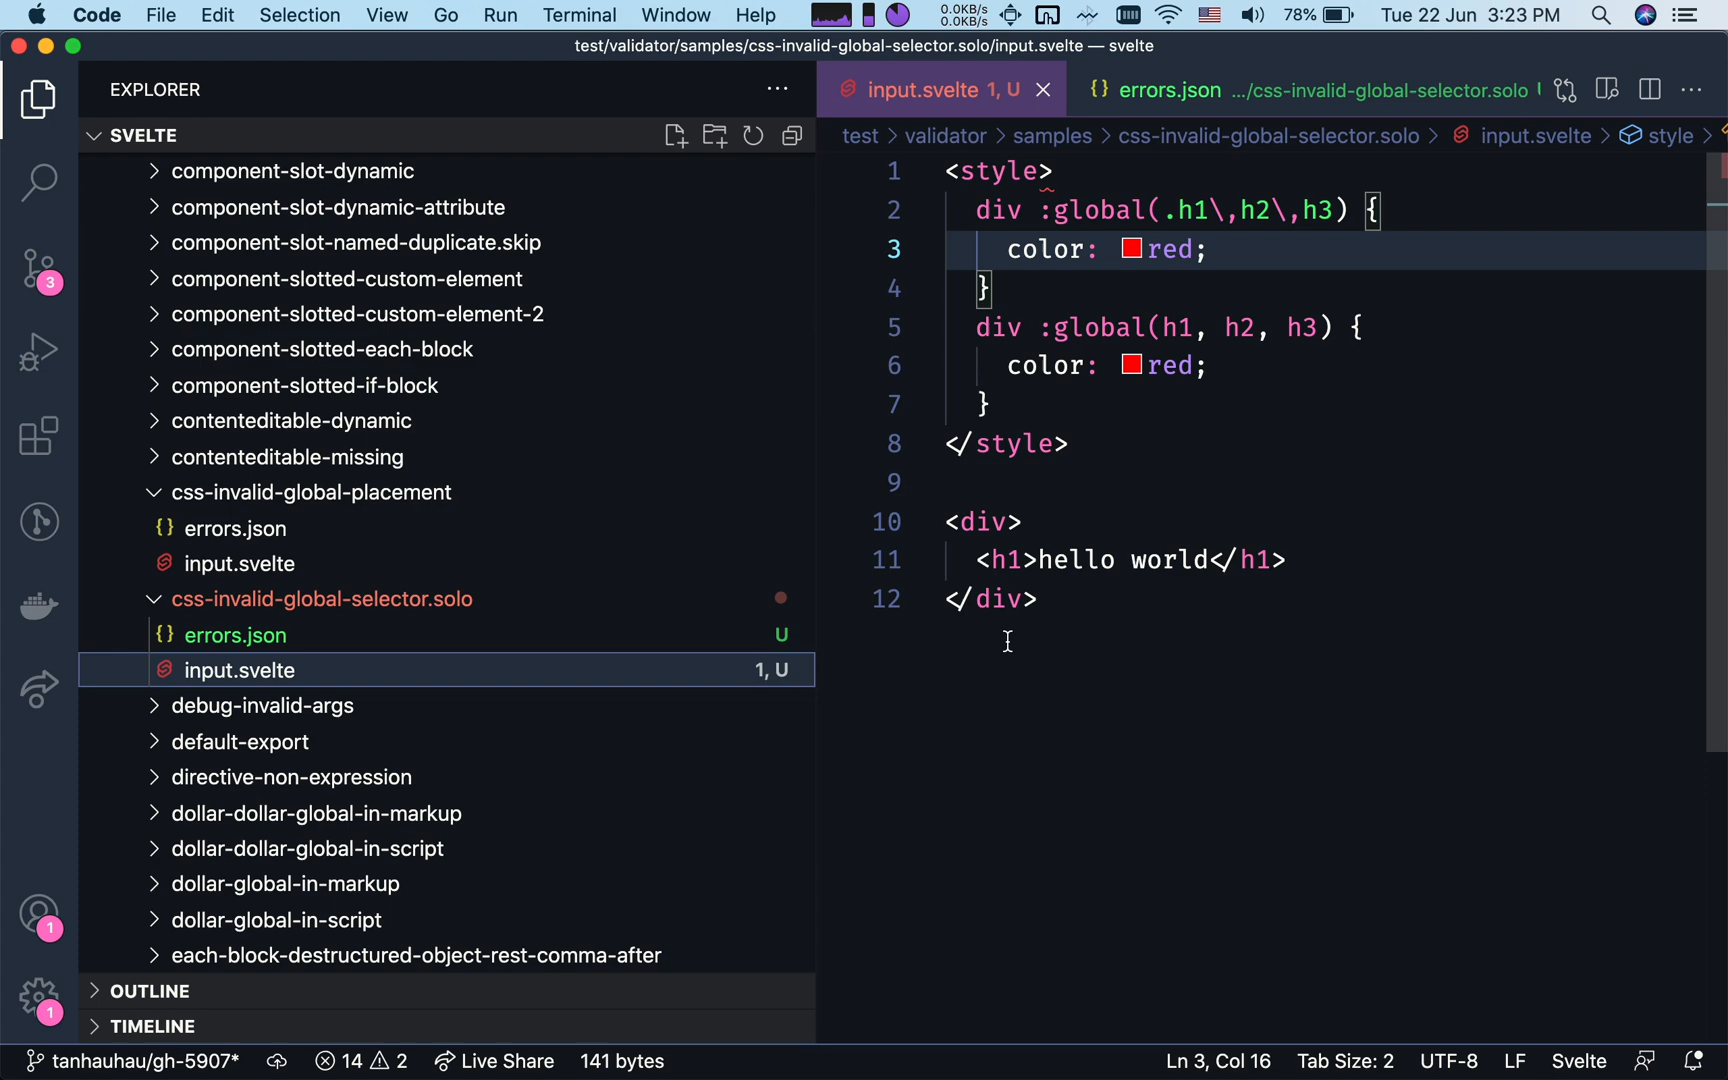 Code File Edit Selection View Go Run Terminal Window Help 0.0KB/s 78% Tue 22 Jun 3:23 PM
0.0KB/s
test/validator/samples/css-invalid-global-selector.solo/input.svelte — svelte
EXPLORER
input.svelte 1, U
{} errors.json .../css-invalid-global-selector.solo
SVELTE
test > validator > samples > css-invalid-global-selector.solo > input.svelte > style >
component-slot-dynamic
component-slot-dynamic-attribute
component-slot-named-duplicate.skip
component-slotted-custom-element
component-slotted-custom-element-2
component-slotted-each-block
component-slotted-if-block
contenteditable-dynamic
contenteditable-missing
css-invalid-global-placement
{} errors.json
input.svelte
css-invalid-global-selector.solo
{} errors.json U
input.svelte 1, U
debug-invalid-args
default-export
directive-non-expression
dollar-dollar-global-in-markup
dollar-dollar-global-in-script
dollar-global-in-markup
dollar-global-in-script
each-block-destructured-object-rest-comma-after
OUTLINE
TIMELINE
3
1
1
1 <style>
2 div :global(.h1\,h2\,h3) {
3 color: red;
4 }
5 div :global(h1, h2, h3) {
6 color: red;
7 }
8 </style>
9
10 <div>
11 <h1>hello world</h1>
12 </div>
tanhauhau/gh-5907* 14 2 Live Share 141 bytes Ln 3, Col 16 Tab Size: 2 UTF-8 LF Svelte